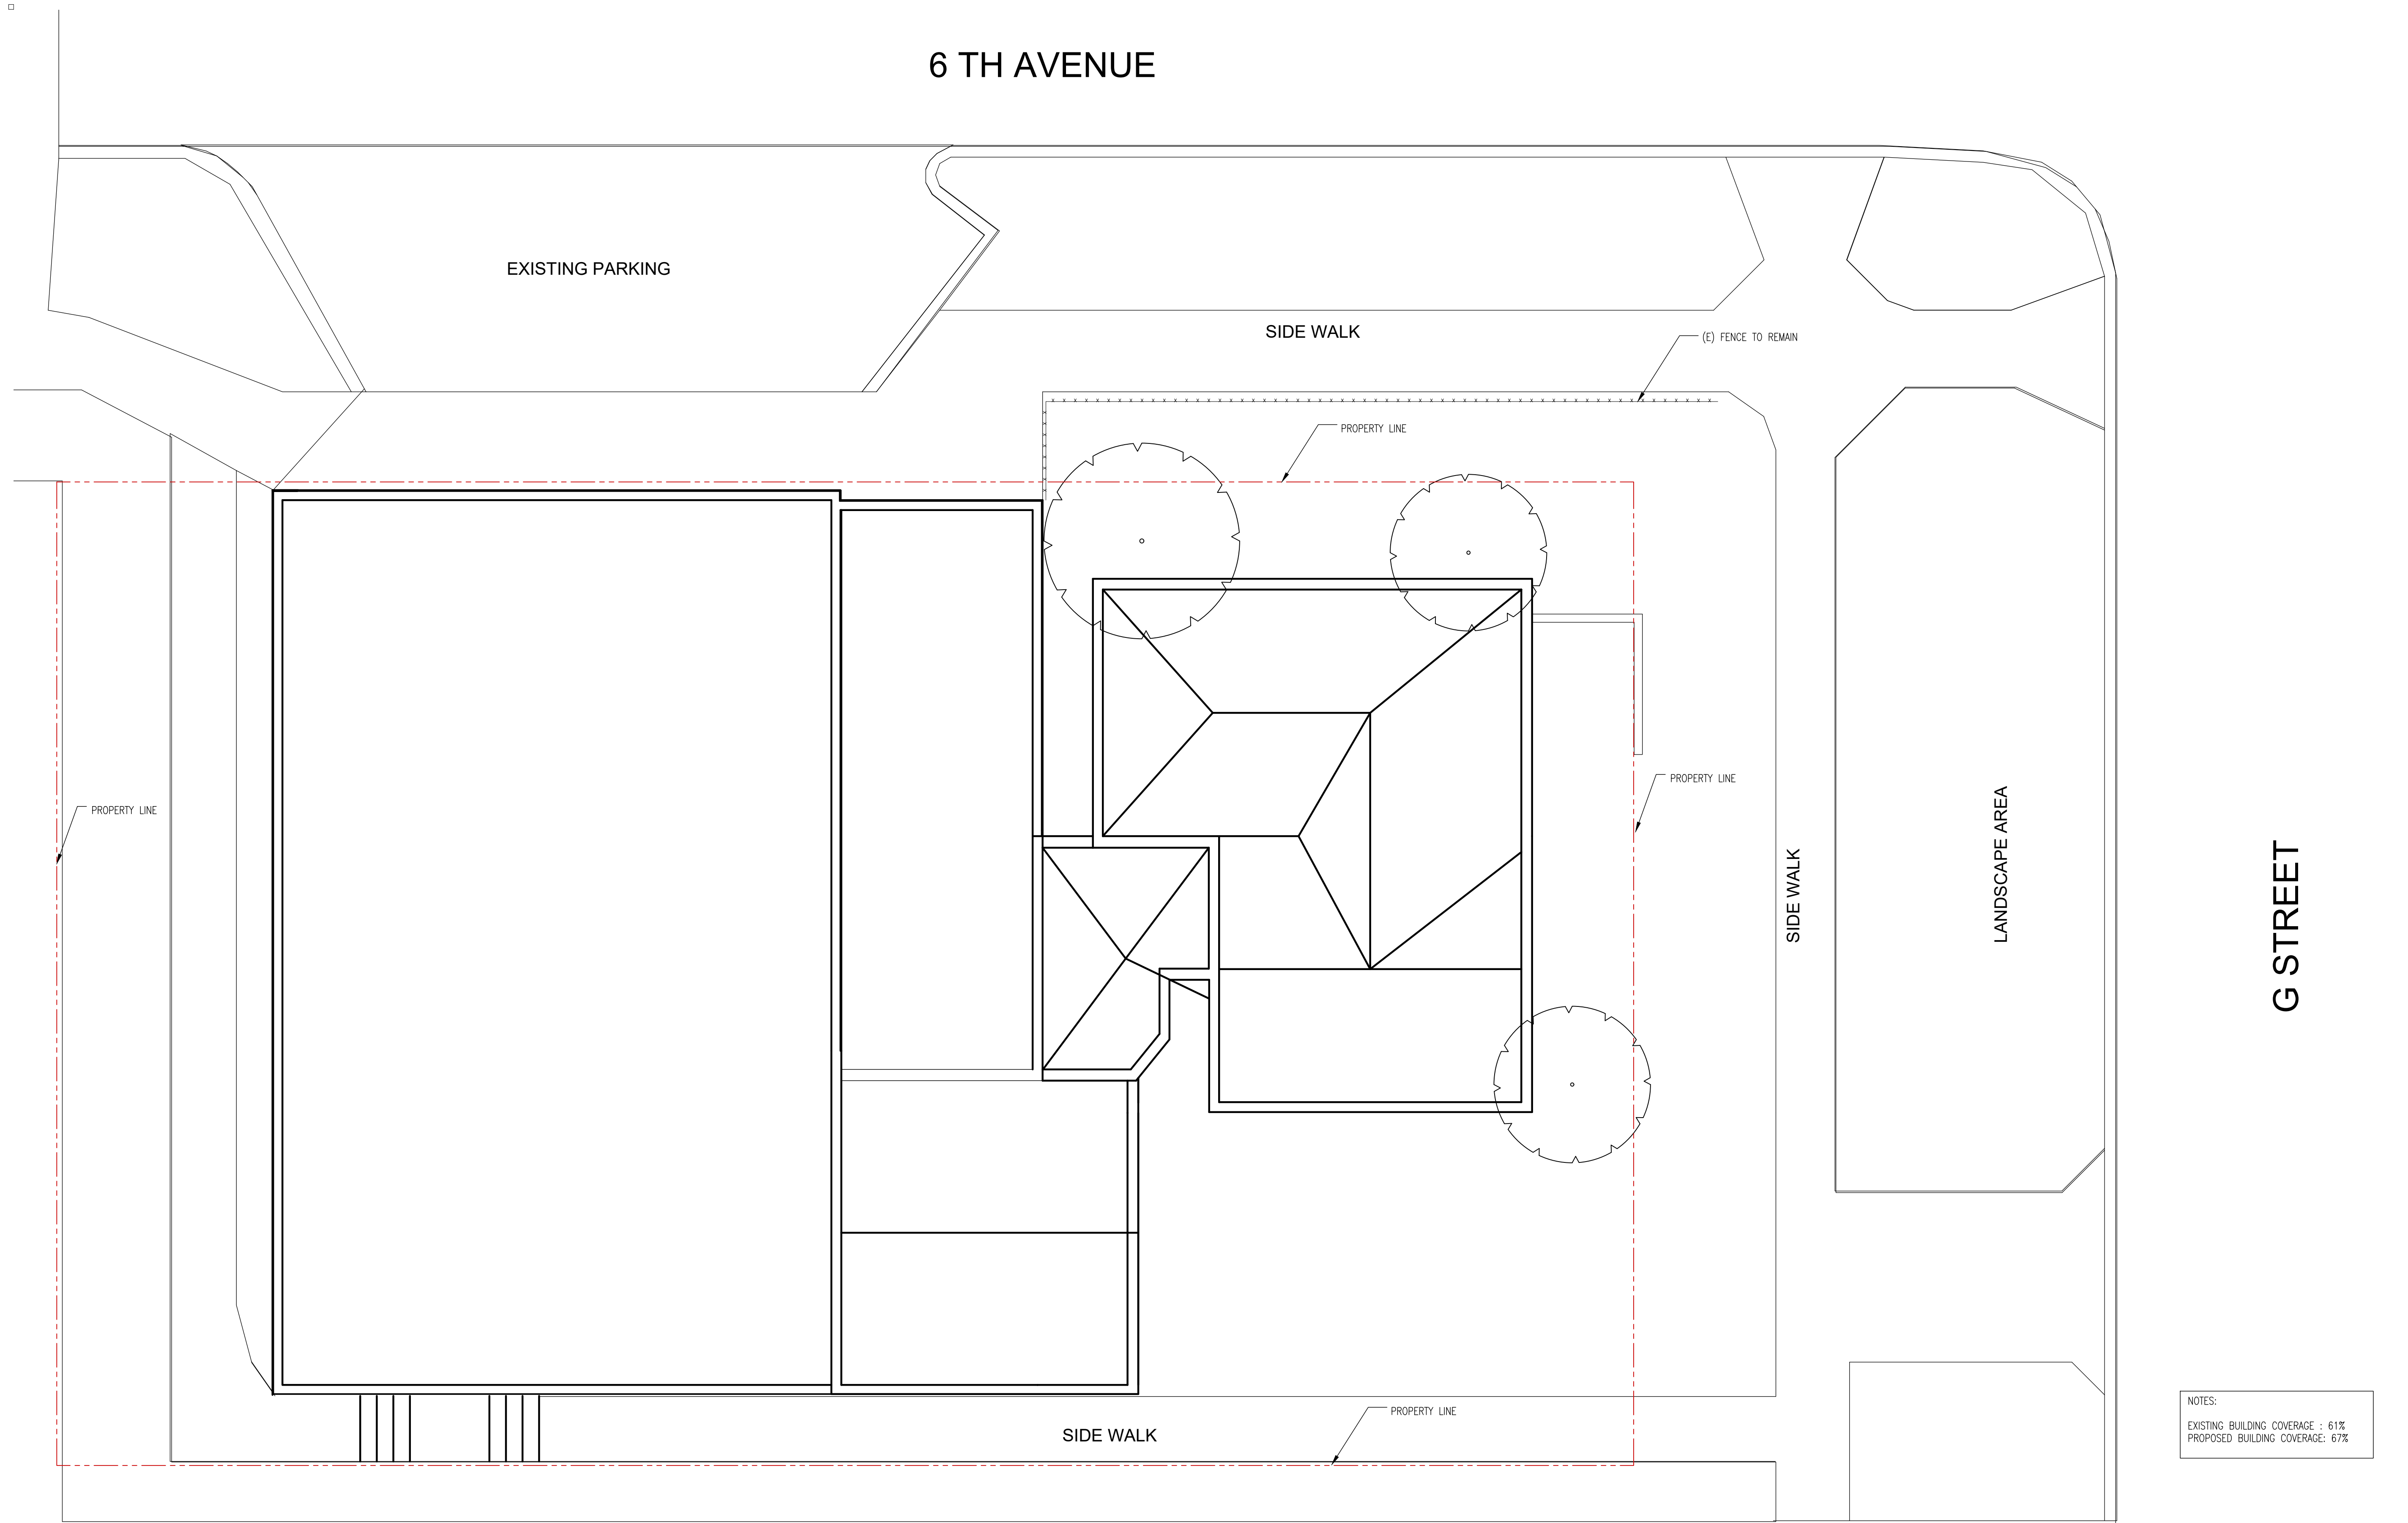 6 TH AVENUE
EXISTING PARKING
SIDE WALK
(E) FENCE TO REMAIN
PROPERTY LINE
PROPERTY LINE
PROPERTY LINE
SIDE WALK
LANDSCAPE AREA
G STREET
PROPERTY LINE
SIDE WALK
NOTES:
EXISTING BUILDING COVERAGE : 61%
PROPOSED BUILDING COVERAGE: 67%